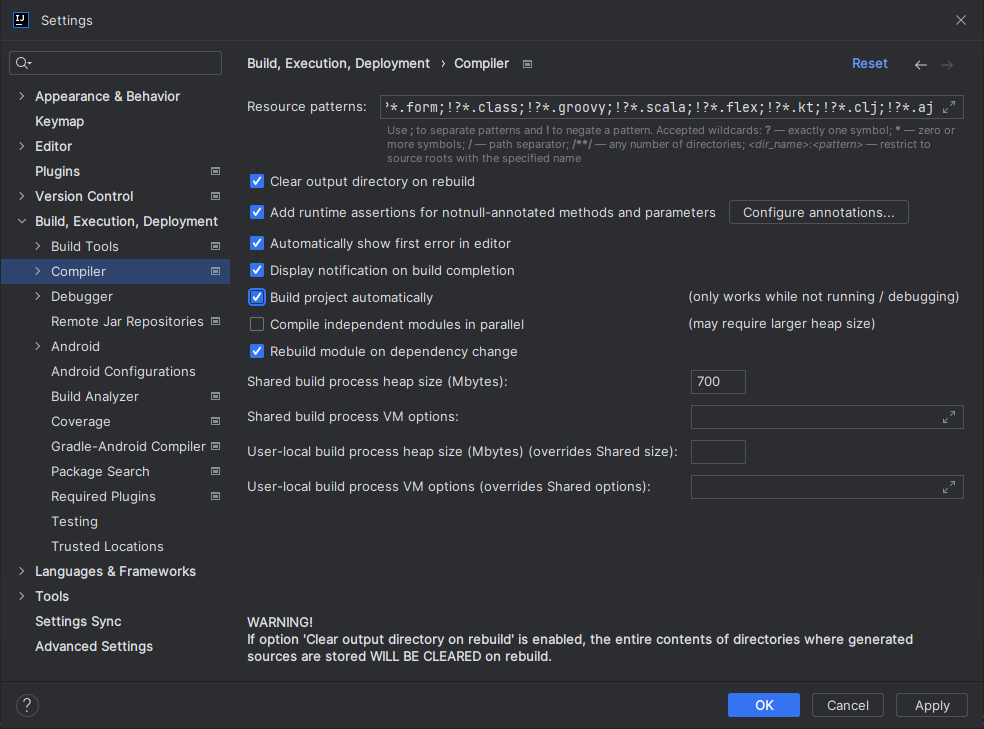 IJ Settings
Build, Execution, Deployment › Compiler
Reset
Appearance & Behavior
Keymap
Editor
Plugins
Version Control
Build, Execution, Deployment
Build Tools
Compiler
Debugger
Remote Jar Repositories
Android
Android Configurations
Build Analyzer
Coverage
Gradle-Android Compiler
Package Search
Required Plugins
Testing
Trusted Locations
Languages & Frameworks
Tools
Settings Sync
Advanced Settings
Resource patterns: ?*.form;!?*.class;!?*.groovy;!?*.scala;!?*.flex;!?*.kt;!?*.clj;!?*.aj
Use ; to separate patterns and ! to negate a pattern. Accepted wildcards: ? — exactly one symbol; * — zero or
more symbols; / — path separator; /**/ — any number of directories; <dir_name>:<pattern> — restrict to
source roots with the specified name
Clear output directory on rebuild
Add runtime assertions for notnull-annotated methods and parameters Configure annotations...
Automatically show first error in editor
Display notification on build completion
Build project automatically (only works while not running / debugging)
Compile independent modules in parallel (may require larger heap size)
Rebuild module on dependency change
Shared build process heap size (Mbytes): 700
Shared build process VM options:
User-local build process heap size (Mbytes) (overrides Shared size):
User-local build process VM options (overrides Shared options):
WARNING!
If option 'Clear output directory on rebuild' is enabled, the entire contents of directories where generated
sources are stored WILL BE CLEARED on rebuild.
? OK Cancel Apply